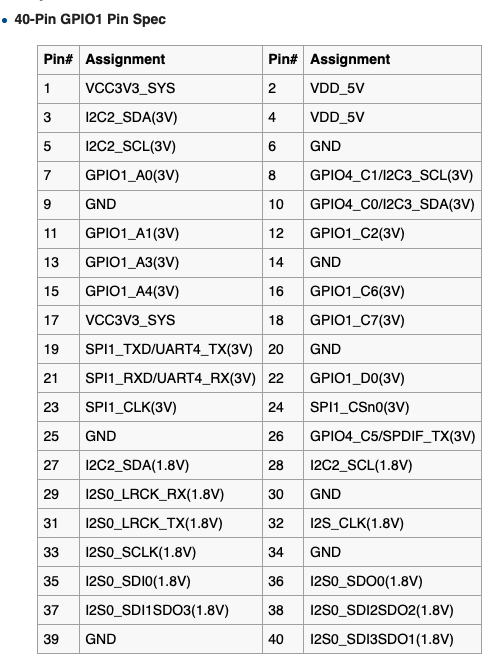 40-Pin GPIO1 Pin Spec
Pin# Assignment Pin# Assignment
1 VCC3V3_SYS 2 VDD_5V
3 I2C2_SDA(3V) 4 VDD_5V
5 I2C2_SCL(3V) 6 GND
7 GPIO1_A0(3V) 8 GPIO4_C1/I2C3_SCL(3V)
9 GND 10 GPIO4_C0/I2C3_SDA(3V)
11 GPIO1_A1(3V) 12 GPIO1_C2(3V)
13 GPIO1_A3(3V) 14 GND
15 GPIO1_A4(3V) 16 GPIO1_C6(3V)
17 VCC3V3_SYS 18 GPIO1_C7(3V)
19 SPI1_TXD/UART4_TX(3V) 20 GND
21 SPI1_RXD/UART4_RX(3V) 22 GPIO1_D0(3V)
23 SPI1_CLK(3V) 24 SPI1_CSn0(3V)
25 GND 26 GPIO4_C5/SPDIF_TX(3V)
27 I2C2_SDA(1.8V) 28 I2C2_SCL(1.8V)
29 I2S0_LRCK_RX(1.8V) 30 GND
31 I2S0_LRCK_TX(1.8V) 32 I2S_CLK(1.8V)
33 I2S0_SCLK(1.8V) 34 GND
35 I2S0_SDI0(1.8V) 36 I2S0_SDO0(1.8V)
37 I2S0_SDI1SDO3(1.8V) 38 I2S0_SDI2SDO2(1.8V)
39 GND 40 I2S0_SDI3SDO1(1.8V)